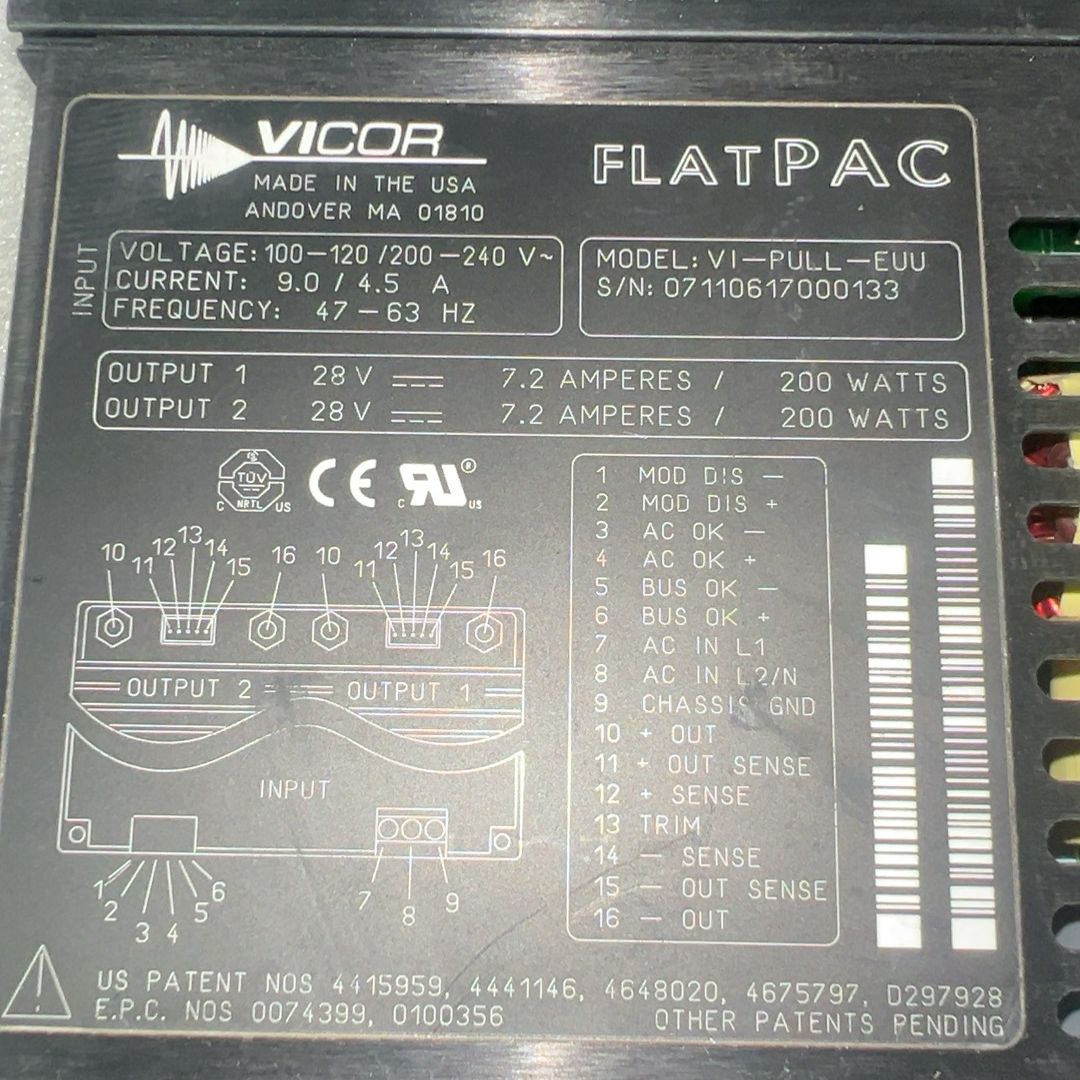 VICOR
MADE IN THE USA
ANDOVER MA 01810
FLATPAC
INPUT
VOLTAGE: 100-120 /200-240 V~
CURRENT: 9.0 / 4.5 A
FREQUENCY: 47-63 HZ
MODEL: VI-PULL-EUU
S/N: 07110617000133
OUTPUT 1 28 V 7.2 AMPERES / 200 WATTS
OUTPUT 2 28 V 7.2 AMPERES / 200 WATTS
TÜV
NRTL
C US
CE
C RU ® US
10 11 12 13 14 15 16 10 11 12 13 14 15 16
OUTPUT 2 OUTPUT 1
INPUT
1 2 3 4 5 6 7 8 9
1 MOD DIS -
2 MOD DIS +
3 AC OK -
4 AC OK +
5 BUS OK -
6 BUS OK +
7 AC IN L1
8 AC IN L2/N
9 CHASSIS GND
10 + OUT
11 + OUT SENSE
12 + SENSE
13 TRIM
14 - SENSE
15 - OUT SENSE
16 - OUT
US PATENT NOS 4415959, 4441146, 4648020, 4675797, D297928
E.P.C. NOS 0074399, 0100356 OTHER PATENTS PENDING